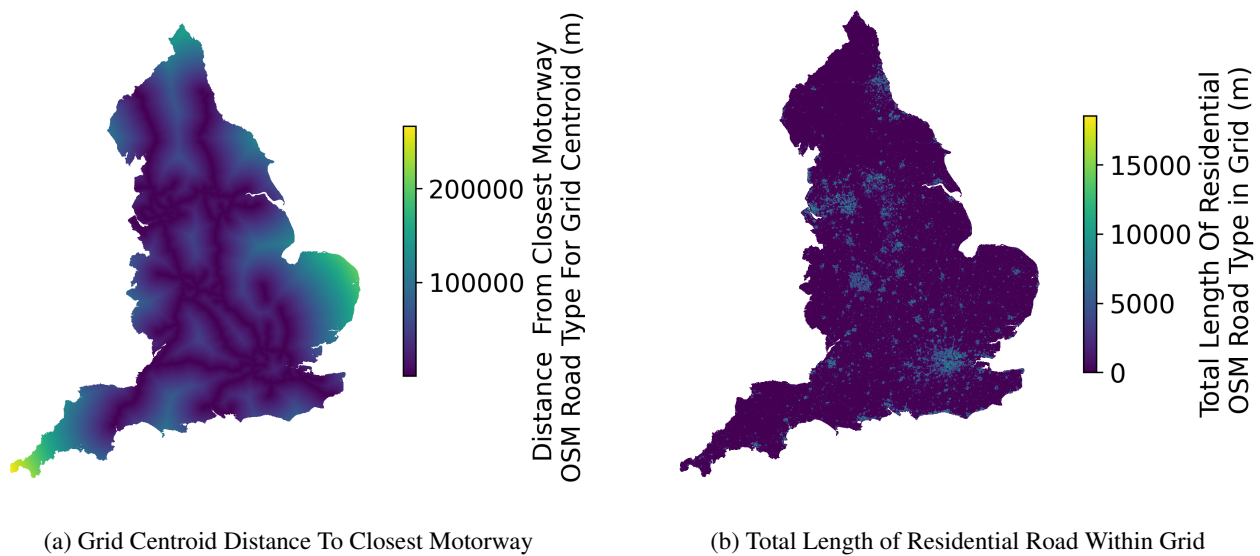 200000
100000
Distance From Closest Motorway
OSM Road Type For Grid Centroid (m)
15000
10000
5000
0
Total Length Of Residential
OSM Road Type in Grid (m)
(a) Grid Centroid Distance To Closest Motorway
(b) Total Length of Residential Road Within Grid